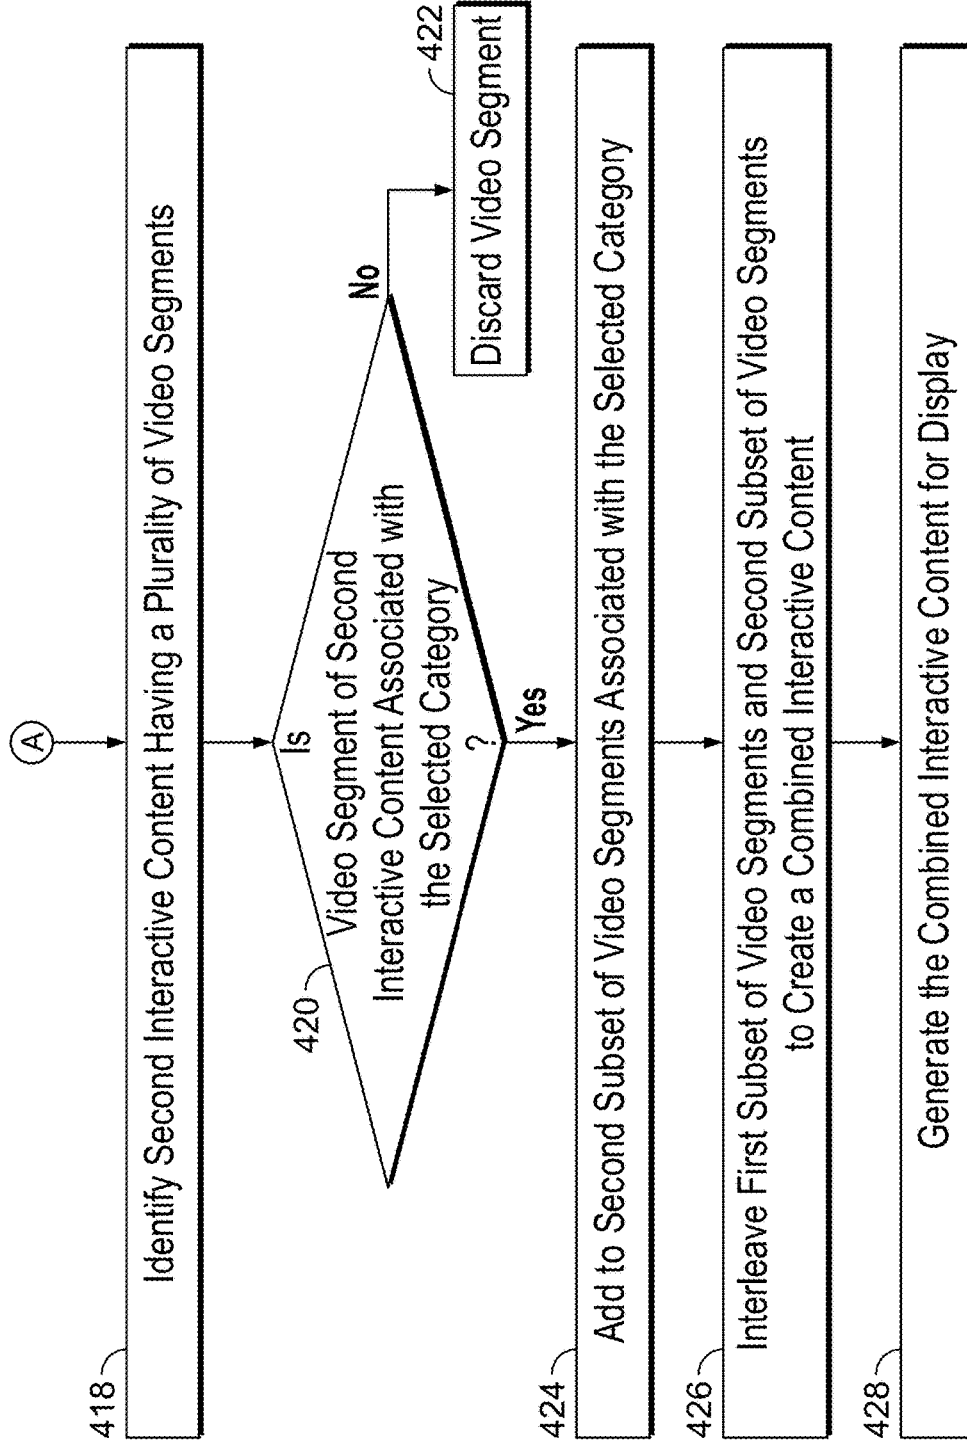 A
418
Identify Second Interactive Content Having a Plurality of Video Segments
420
Is
Video Segment of Second
Interactive Content Associated with
the Selected Category
?
No
422
Discard Video Segment
Yes
424
Add to Second Subset of Video Segments Associated with the Selected Category
426
Interleave First Subset of Video Segments and Second Subset of Video Segments
to Create a Combined Interactive Content
428
Generate the Combined Interactive Content for Display